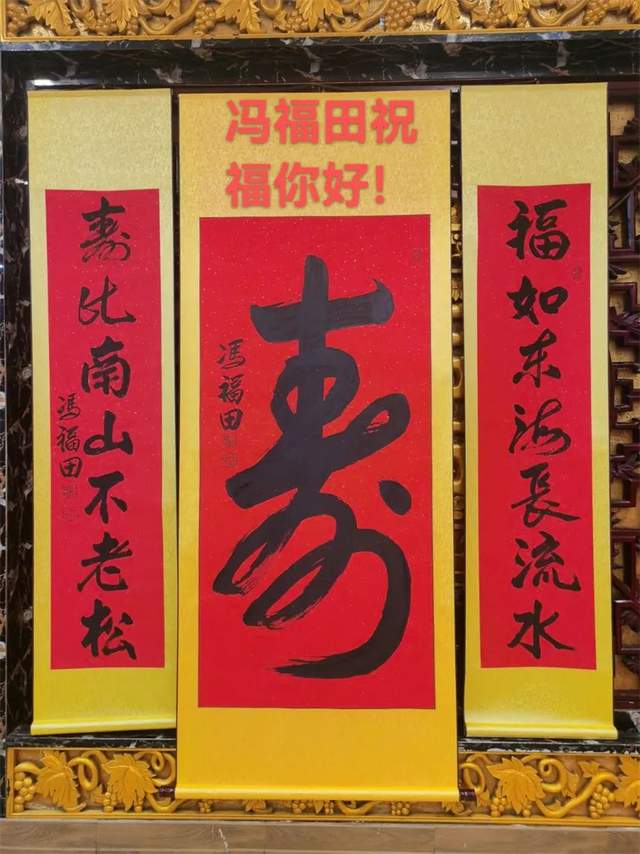 冯福田祝
福你好!
福如东海长流水
寿
冯福田
寿比南山不老松
冯福田